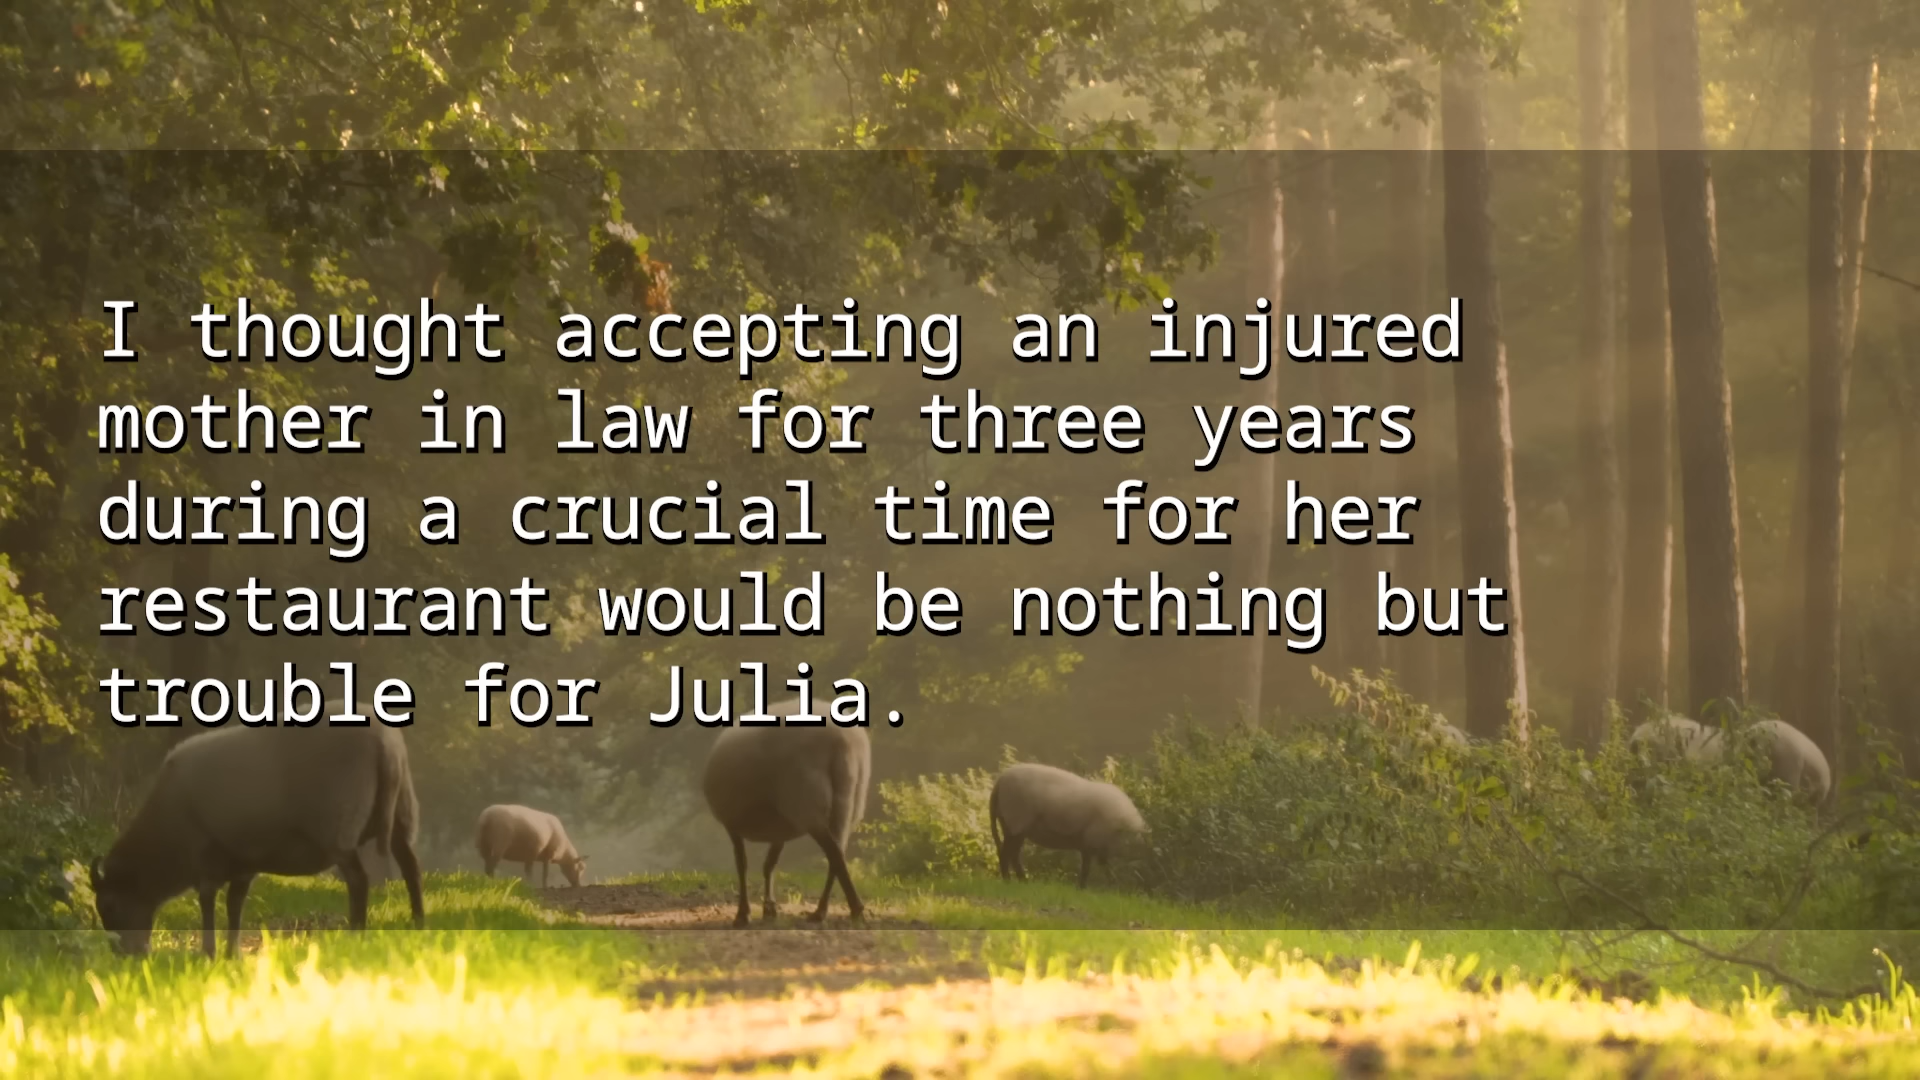 I thought accepting an injured
mother in law for three years
during a crucial time for her
restaurant would be nothing but
trouble for Julia.